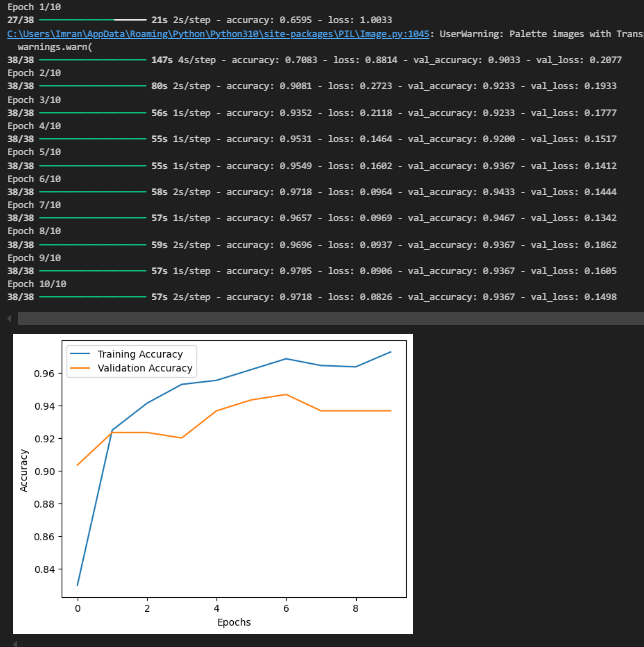 Epoch 1/10
27/38 21s 2s/step - accuracy: 0.6595 - loss: 1.0033
C:\Users\Imran\AppData\Roaming\Python\Python310\site-packages\PIL\Image.py:1045: UserWarning: Palette images with Trans
warnings.warn(
38/38 147s 4s/step - accuracy: 0.7083 - loss: 0.8814 - val_accuracy: 0.9033 - val_loss: 0.2077
Epoch 2/10
38/38 80s 2s/step - accuracy: 0.9081 - loss: 0.2723 - val_accuracy: 0.9233 - val_loss: 0.1933
Epoch 3/10
38/38 56s 1s/step - accuracy: 0.9352 - loss: 0.2118 - val_accuracy: 0.9233 - val_loss: 0.1777
Epoch 4/10
38/38 55s 1s/step - accuracy: 0.9531 - loss: 0.1464 - val_accuracy: 0.9200 - val_loss: 0.1517
Epoch 5/10
38/38 55s 1s/step - accuracy: 0.9549 - loss: 0.1602 - val_accuracy: 0.9367 - val_loss: 0.1412
Epoch 6/10
38/38 58s 2s/step - accuracy: 0.9718 - loss: 0.0964 - val_accuracy: 0.9433 - val_loss: 0.1444
Epoch 7/10
38/38 57s 1s/step - accuracy: 0.9657 - loss: 0.0969 - val_accuracy: 0.9467 - val_loss: 0.1342
Epoch 8/10
38/38 59s 2s/step - accuracy: 0.9696 - loss: 0.0937 - val_accuracy: 0.9367 - val_loss: 0.1862
Epoch 9/10
38/38 57s 1s/step - accuracy: 0.9705 - loss: 0.0906 - val_accuracy: 0.9367 - val_loss: 0.1605
Epoch 10/10
38/38 57s 2s/step - accuracy: 0.9718 - loss: 0.0826 - val_accuracy: 0.9367 - val_loss: 0.1498
Training Accuracy
Validation Accuracy
0.96
0.94
0.92
0.90
0.88
0.86
0.84
Accuracy
0 2 4 6 8
Epochs